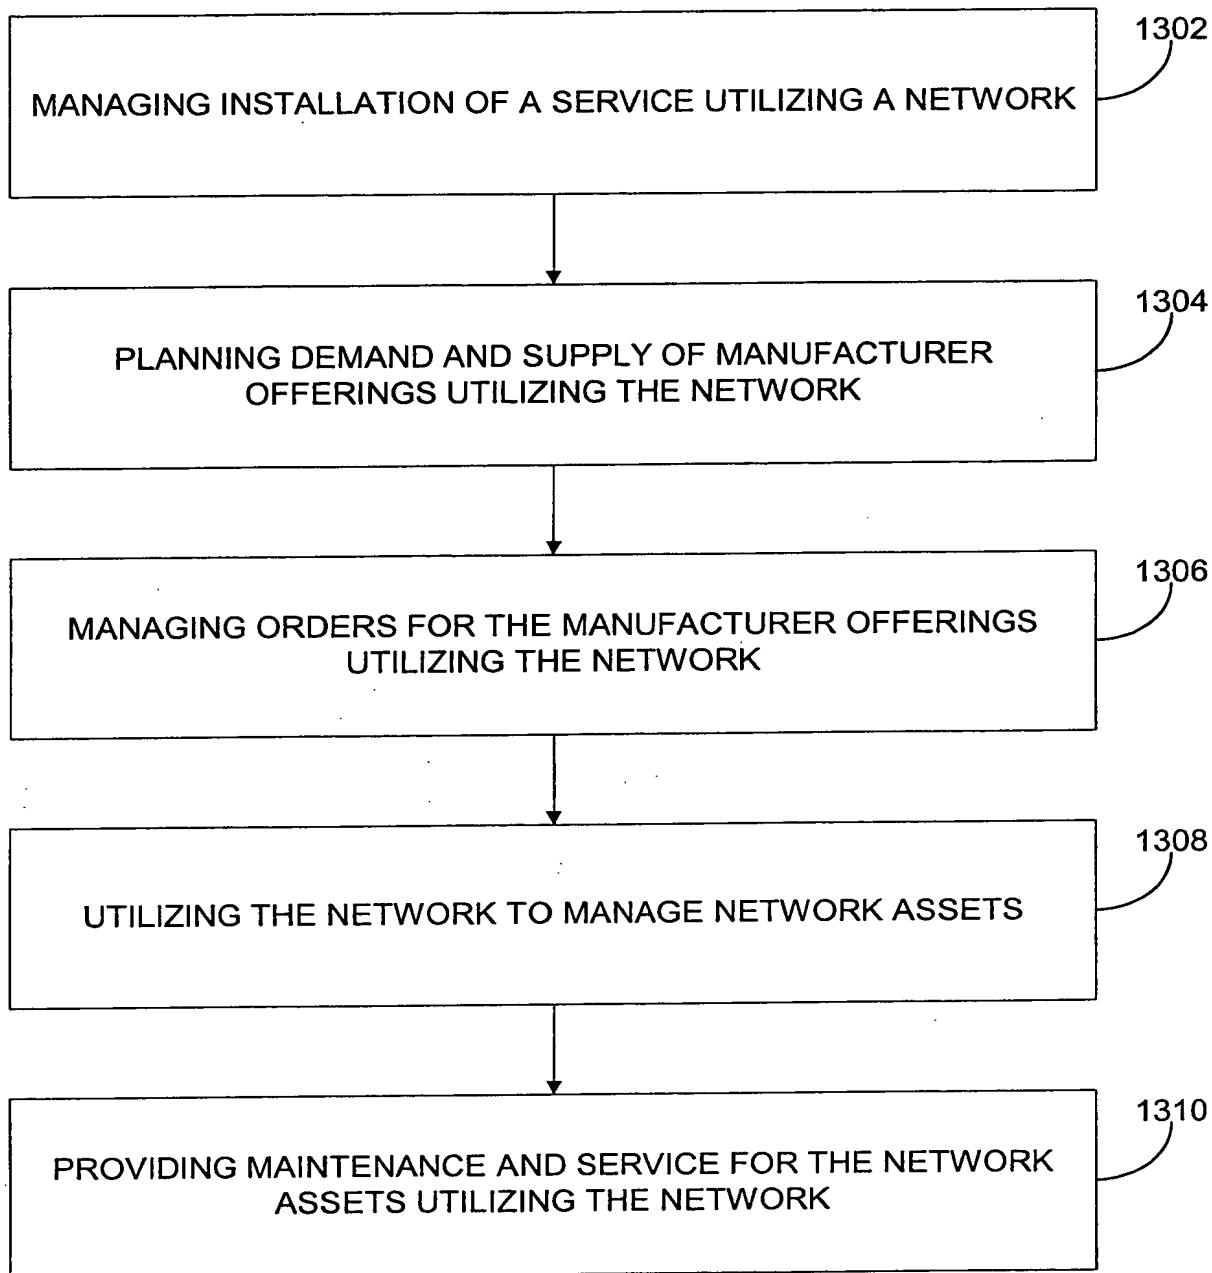 1302
MANAGING INSTALLATION OF A SERVICE UTILIZING A NETWORK
1304
PLANNING DEMAND AND SUPPLY OF MANUFACTURER
OFFERINGS UTILIZING THE NETWORK
1306
MANAGING ORDERS FOR THE MANUFACTURER OFFERINGS
UTILIZING THE NETWORK
1308
UTILIZING THE NETWORK TO MANAGE NETWORK ASSETS
1310
PROVIDING MAINTENANCE AND SERVICE FOR THE NETWORK
ASSETS UTILIZING THE NETWORK